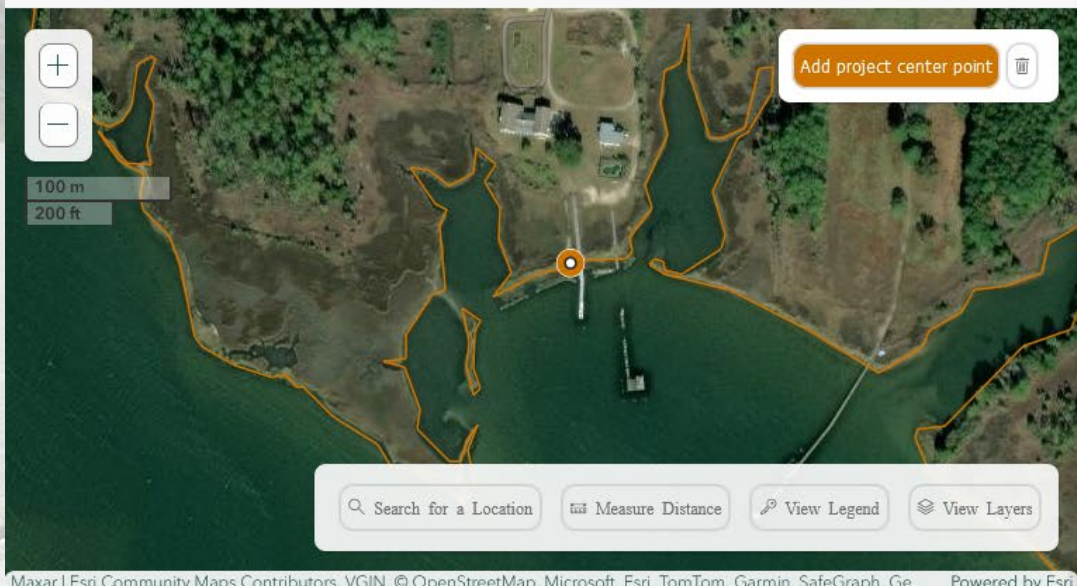 Add project center point
100 m
200 ft
Search for a Location
Measure Distance
View Legend
View Layers
Maxar | Esri Community Maps Contributors, VGIN, © OpenStreetMap, Microsoft, Esri, TomTom, Garmin, SafeGraph, Ge
Powered by Esri